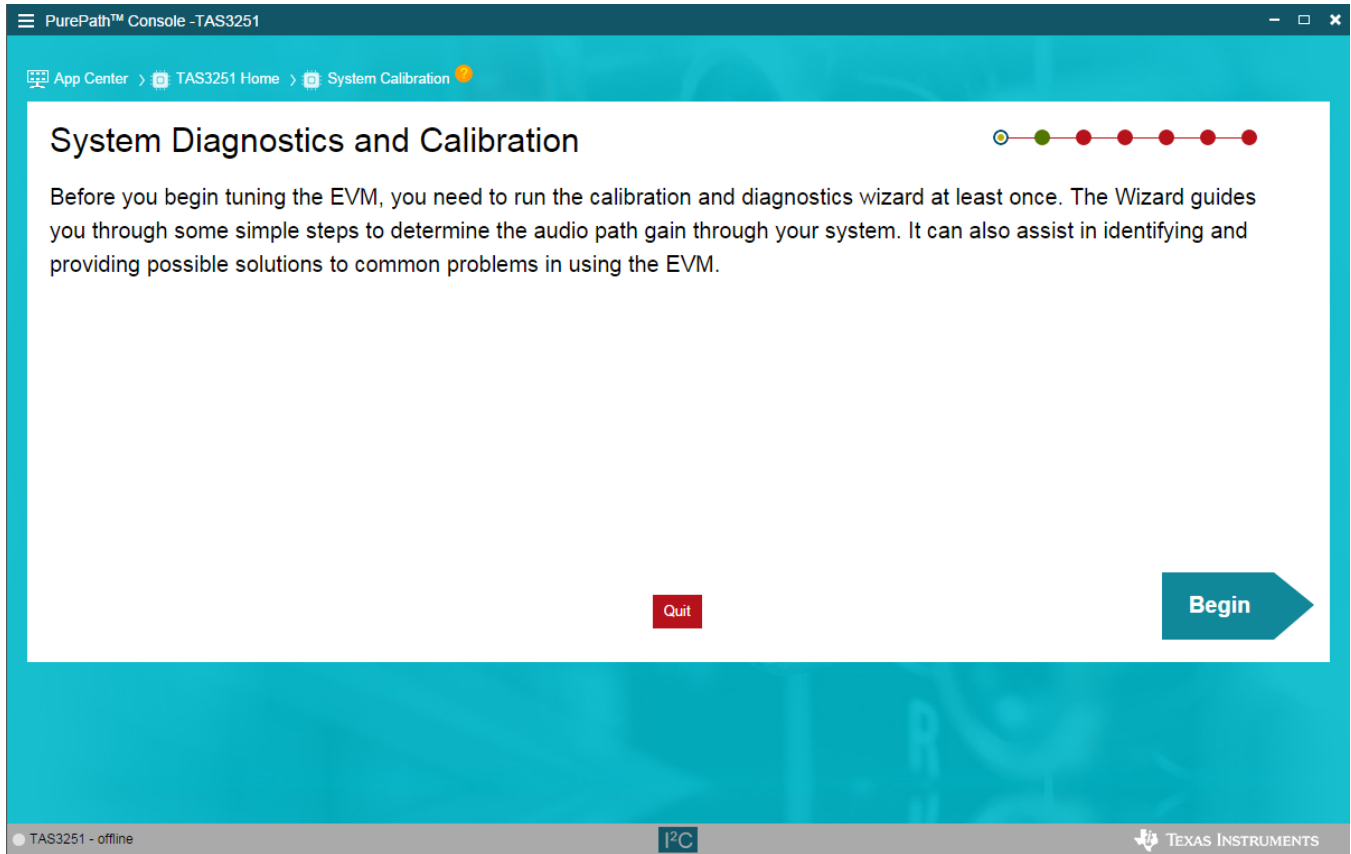 PurePath™ Console -TAS3251
App Center > TAS3251 Home > System Calibration ?
System Diagnostics and Calibration
Before you begin tuning the EVM, you need to run the calibration and diagnostics wizard at least once. The Wizard guides
you through some simple steps to determine the audio path gain through your system. It can also assist in identifying and
providing possible solutions to common problems in using the EVM.
Quit
Begin
R
TAS3251 - offline
I²C
TEXAS INSTRUMENTS